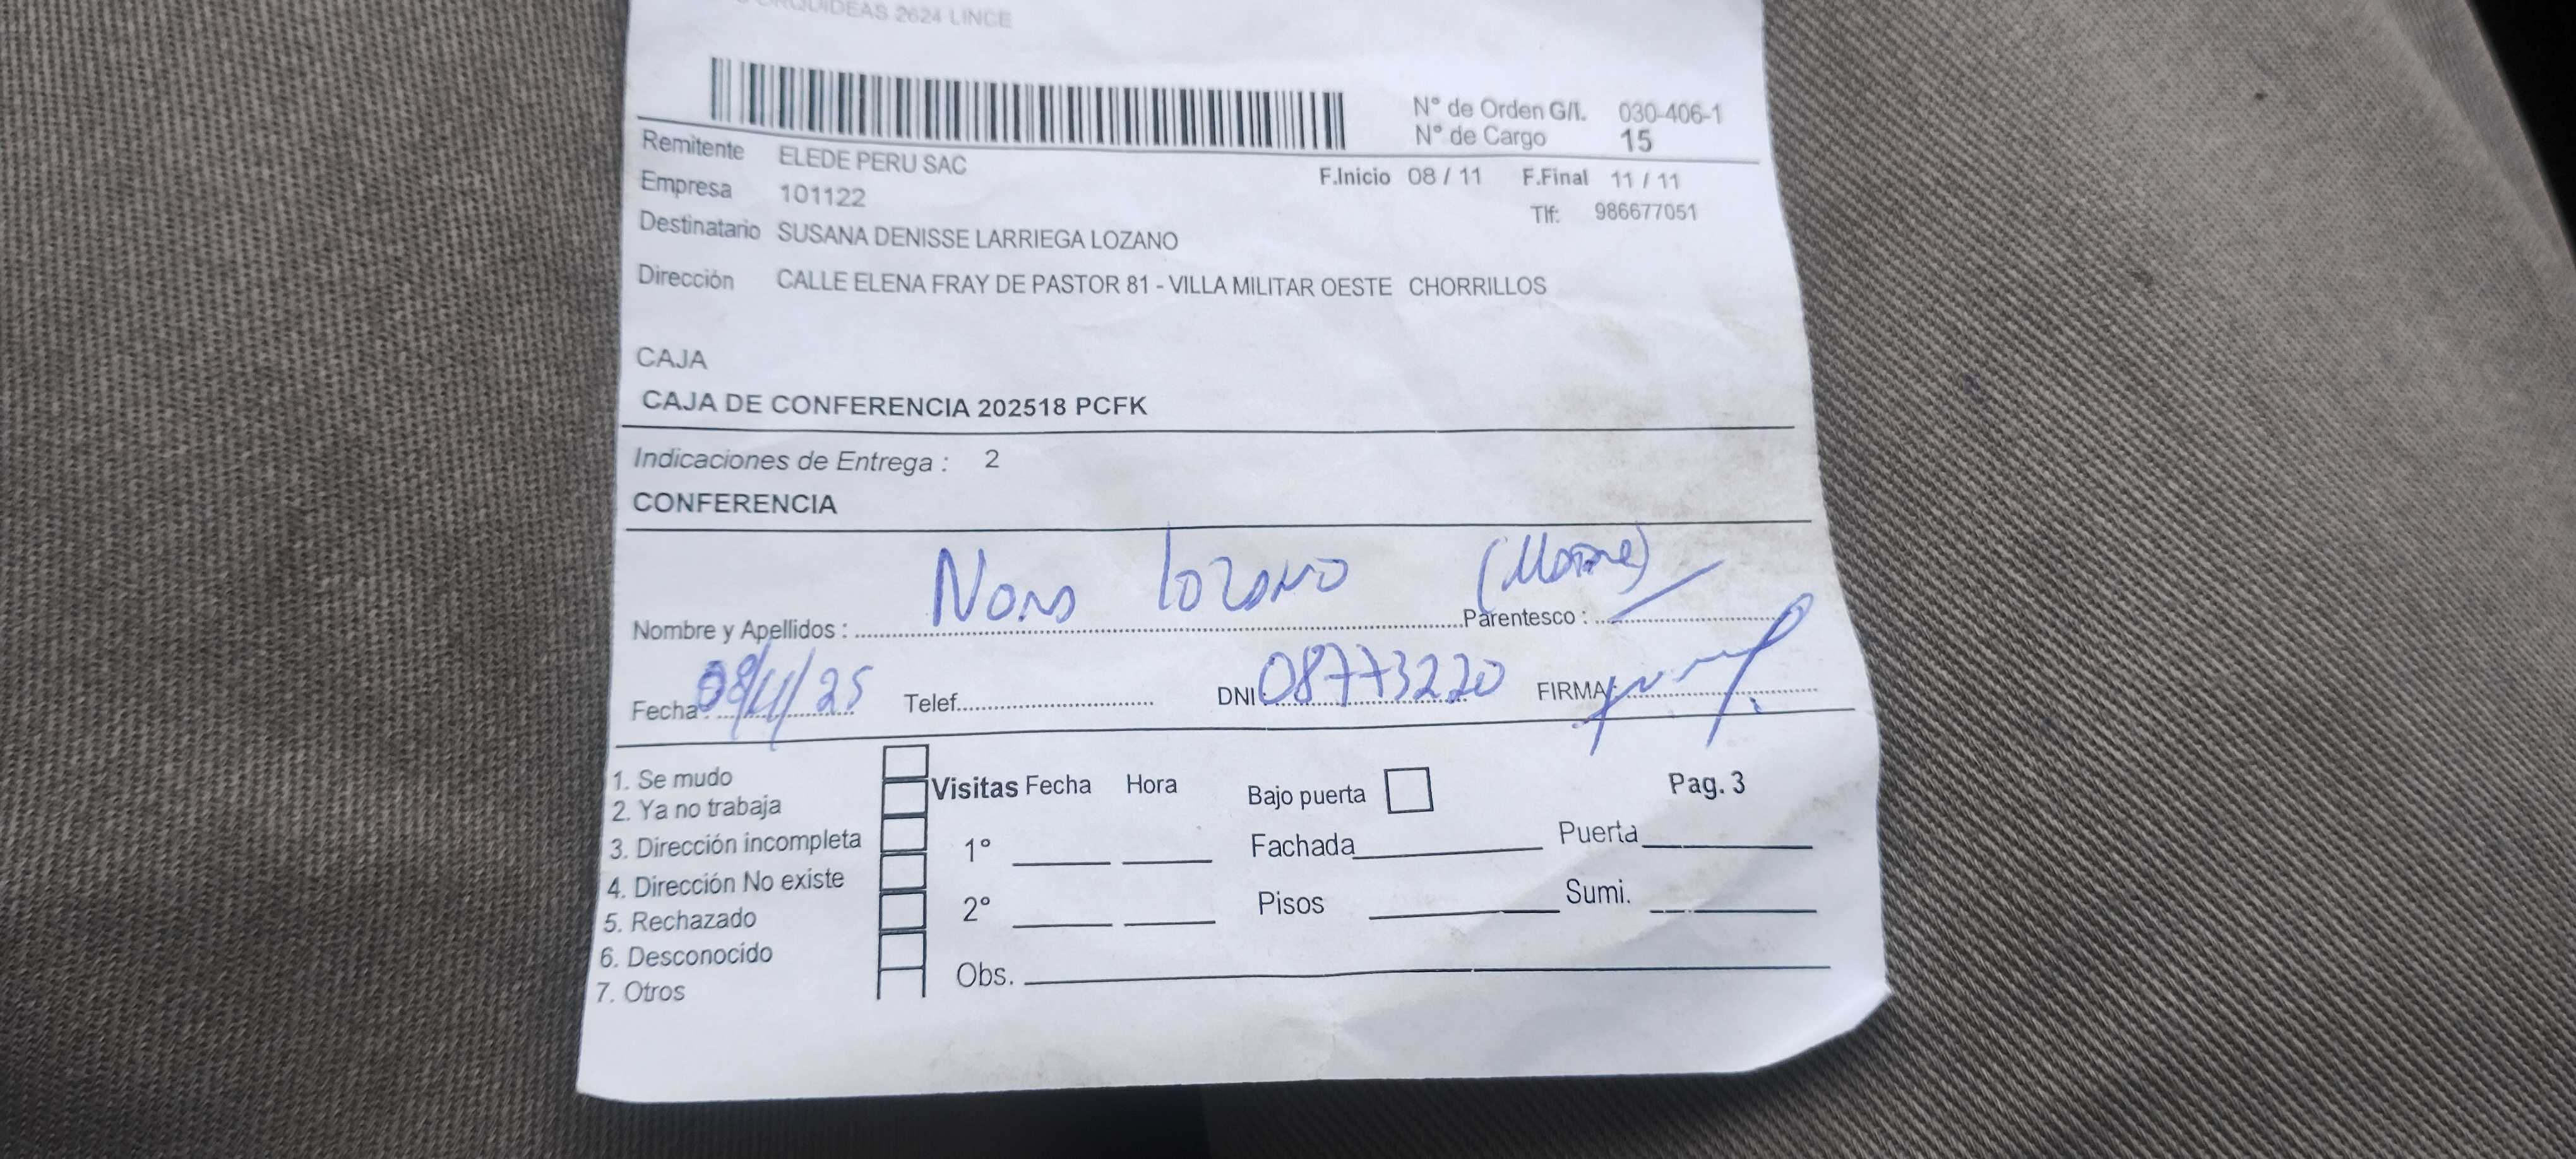 ORQUIDEAS 2624 LINCE
N° de Orden G/I. 030-406-1
N° de Cargo 15
Remitente ELEDE PERU SAC
F.Inicio 08 / 11 F.Final 11 / 11
Empresa 101122
Tlf: 986677051
Destinatario SUSANA DENISSE LARRIEGA LOZANO
Dirección CALLE ELENA FRAY DE PASTOR 81 - VILLA MILITAR OESTE CHORRILLOS
CAJA
CAJA DE CONFERENCIA 202518 PCFK
Indicaciones de Entrega : 2
CONFERENCIA
Nombre y Apellidos : Nora Lozano Parentesco : (Madre)
Fecha : 08/11/25 Telef. DNI 08773220 FIRMA:
1. Se mudo
2. Ya no trabaja
3. Dirección incompleta
4. Dirección No existe
5. Rechazado
6. Desconocido
7. Otros
Visitas Fecha Hora
1°
2°
Obs.
Bajo puerta Pag. 3
Fachada Puerta
Pisos Sumi.